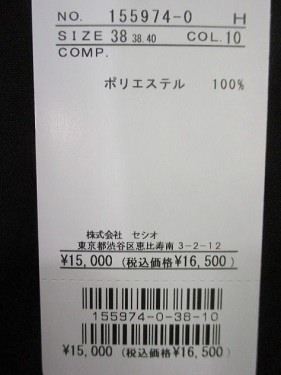 NO. 155974-0 H
SIZE 38 38.40 COL.10
COMP.
ポリエステル 100%
株式会社 セシオ
東京都渋谷区恵比寿南3-2-12
¥15,000 (税込価格¥16,500)
155974-0-38-10
¥15,000 (税込価格¥16,500)